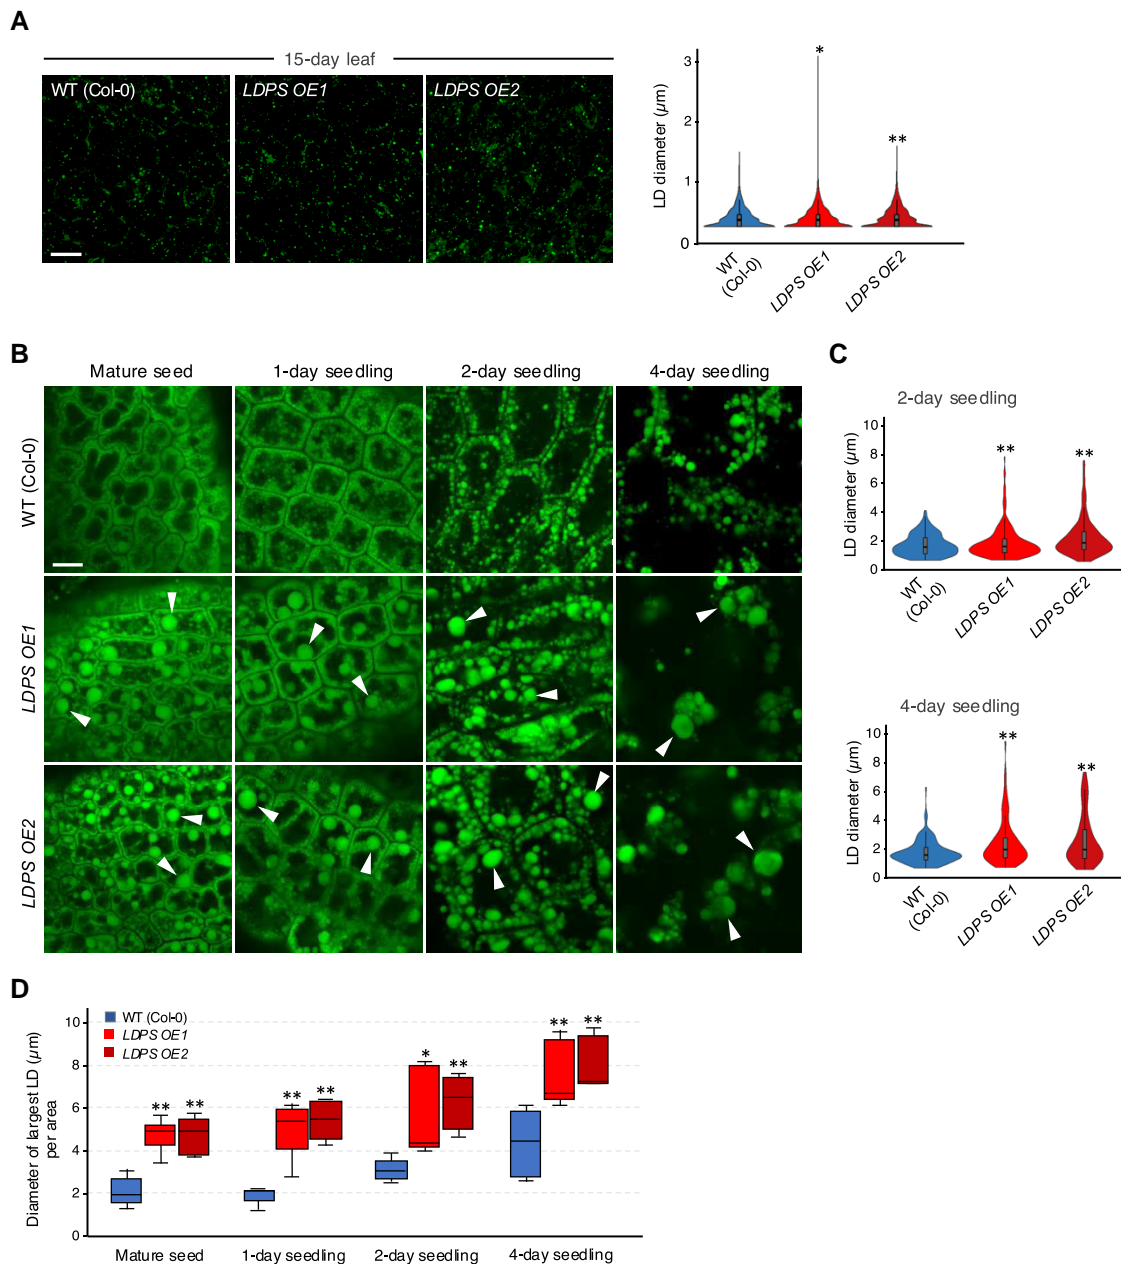 A
15-day leaf
WT (Col-0)
LDPS OE1
LDPS OE2
LD diameter (µm)
3
2
1
0
*
**
WT
(Col-0)
LDPS OE1
LDPS OE2
B
Mature seed
1-day seedling
2-day seedling
4-day seedling
WT (Col-0)
LDPS OE1
LDPS OE2
C
2-day seedling
LD diameter (µm)
10
8
6
4
2
0
**
**
WT
(Col-0)
LDPS OE1
LDPS OE2
4-day seedling
LD diameter (µm)
10
8
6
4
2
0
**
**
WT
(Col-0)
LDPS OE1
LDPS OE2
D
Diameter of largest LD (µm)
per area
10
8
6
4
2
0
WT (Col-0)
LDPS OE1
LDPS OE2
** **
** **
* **
** **
Mature seed
1-day seedling
2-day seedling
4-day seedling